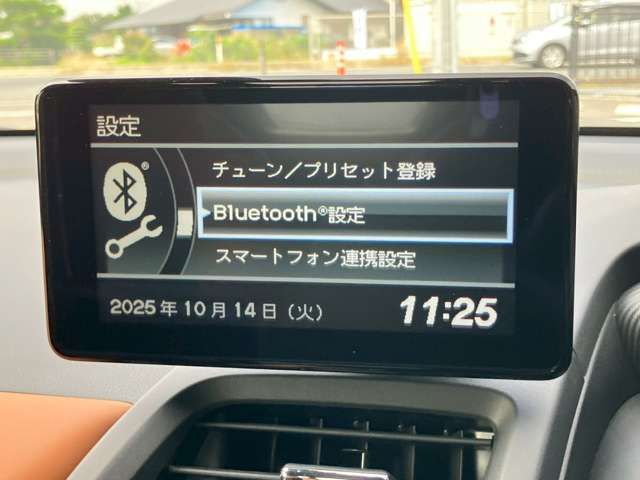 設定
チューン／プリセット登録
Bluetooth®設定
スマートフォン連携設定
2025年10月14日（火） 11:25